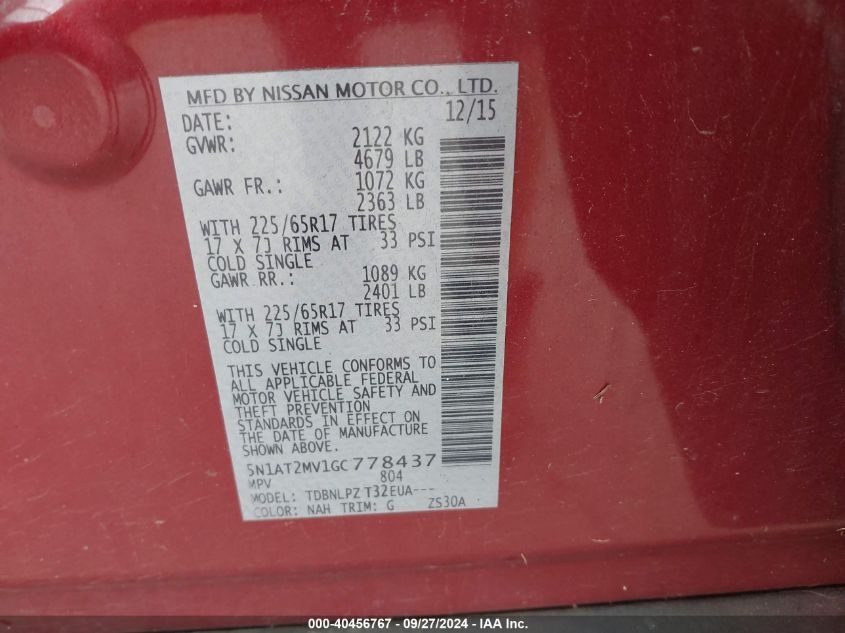 MFD BY NISSAN MOTOR CO., LTD.
DATE: 12/15
GVWR: 2122 KG
4679 LB
GAWR FR.: 1072 KG
2363 LB
WITH 225/65R17 TIRES
17 X 7J RIMS AT 33 PSI
COLD SINGLE
GAWR RR.: 1089 KG
2401 LB
WITH 225/65R17 TIRES
17 X 7J RIMS AT 33 PSI
COLD SINGLE
THIS VEHICLE CONFORMS TO
ALL APPLICABLE FEDERAL
MOTOR VEHICLE SAFETY AND
THEFT PREVENTION
STANDARDS IN EFFECT ON
THE DATE OF MANUFACTURE
SHOWN ABOVE.
5N1AT2MV1GC778437
MPV 804
MODEL: TDBNLPZ T32EUA---
COLOR: NAH TRIM: G ZS30A
000-40456767 - 09/27/2024 - IAA Inc.